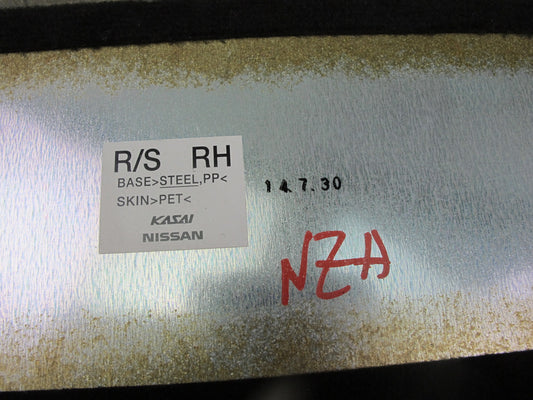 R/S RH
BASE>STEEL,PP<
SKIN>PET<
KASAI
NISSAN
14.7.30
NZA